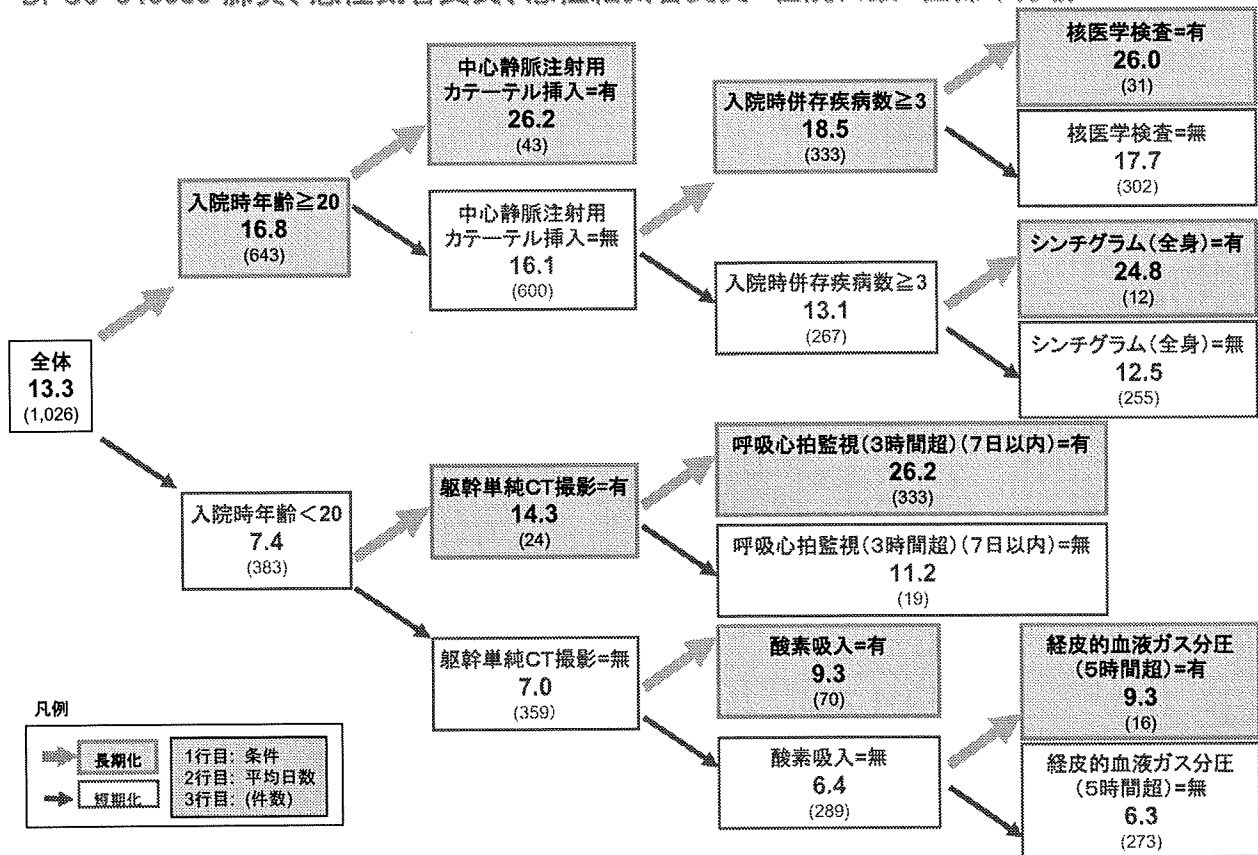 全体
13.3
(1,026)
入院時年齢≧20
16.8
(643)
入院時年齢<20
7.4
(383)
中心静脈注射用
カテーテル挿入=有
26.2
(43)
中心静脈注射用
カテーテル挿入=無
16.1
(600)
躯幹単純CT撮影=有
14.3
(24)
躯幹単純CT撮影=無
7.0
(359)
入院時併存疾病数≧3
18.5
(333)
入院時併存疾病数≧3
13.1
(267)
呼吸心拍監視(3時間超)(7日以内)=有
26.2
(333)
呼吸心拍監視(3時間超)(7日以内)=無
11.2
(19)
酸素吸入=有
9.3
(70)
酸素吸入=無
6.4
(289)
核医学検査=有
26.0
(31)
核医学検査=無
17.7
(302)
シンチグラム(全身)=有
24.8
(12)
シンチグラム(全身)=無
12.5
(255)
経皮的血液ガス分圧
(5時間超)=有
9.3
(16)
経皮的血液ガス分圧
(5時間超)=無
6.3
(273)
凡例
長期化
短期化
1行目: 条件
2行目: 平均日数
3行目: (件数)